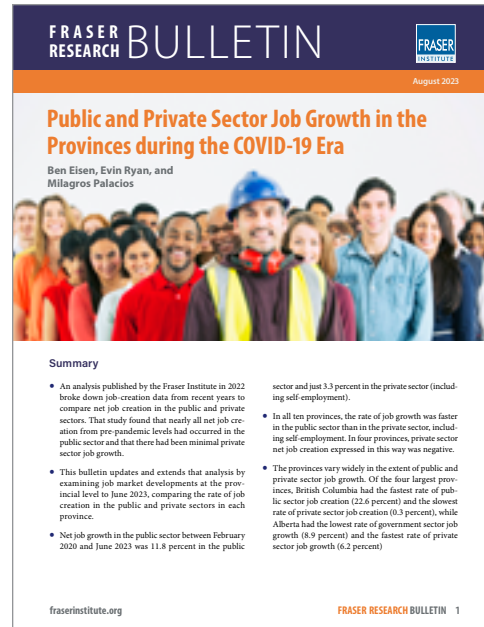 FRASER
RESEARCH BULLETIN
FRASER
INSTITUTE
August 2023
Public and Private Sector Job Growth in the
Provinces during the COVID-19 Era
Ben Eisen, Evin Ryan, and
Milagros Palacios
Summary
• An analysis published by the Fraser Institute in 2022
broke down job-creation data from recent years to
compare net job creation in the public and private
sectors. That study found that nearly all net job cre-
ation from pre-pandemic levels had occurred in the
public sector and that there had been minimal private
sector job growth.
• This bulletin updates and extends that analysis by
examining job market developments at the prov-
incial level to June 2023, comparing the rate of job
creation in the public and private sectors in each
province.
• Net job growth in the public sector between February
2020 and June 2023 was 11.8 percent in the public
sector and just 3.3 percent in the private sector (includ-
ing self-employment).
• In all ten provinces, the rate of job growth was faster
in the public sector than in the private sector, includ-
ing self-employment. In four provinces, private sector
net job creation expressed in this way was negative.
• The provinces vary widely in the extent of public and
private sector job growth. Of the four largest prov-
inces, British Columbia had the fastest rate of pub-
lic sector job creation (22.6 percent) and the slowest
rate of private sector job creation (0.3 percent), while
Alberta had the lowest rate of government sector job
growth (8.9 percent) and the fastest rate of private
sector job growth (6.2 percent)
fraserinstitute.org
FRASER RESEARCH BULLETIN 1